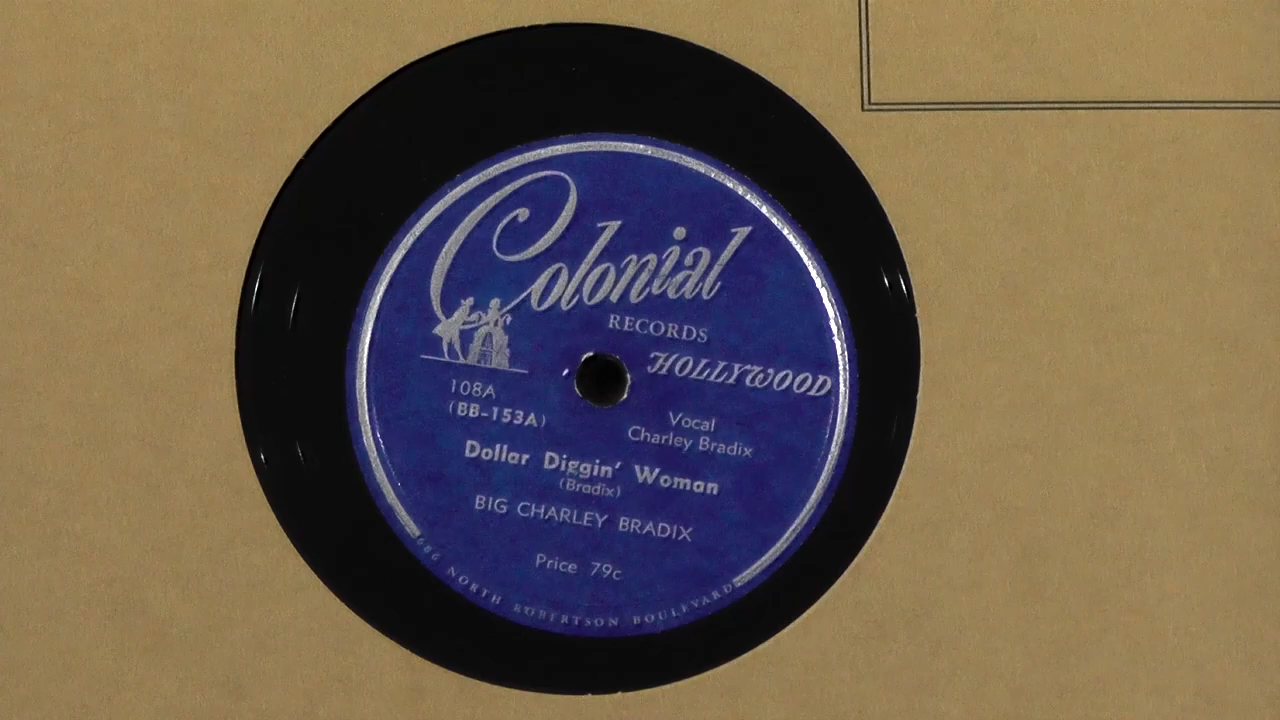 Colonial
RECORDS
HOLLYWOOD
108A
(BB-153A)
Vocal
Charley Bradix
Dollar Diggin' Woman
(Bradix)
BIG CHARLEY BRADIX
Price 79c
686 NORTH ROBERTSON BOULEVARD